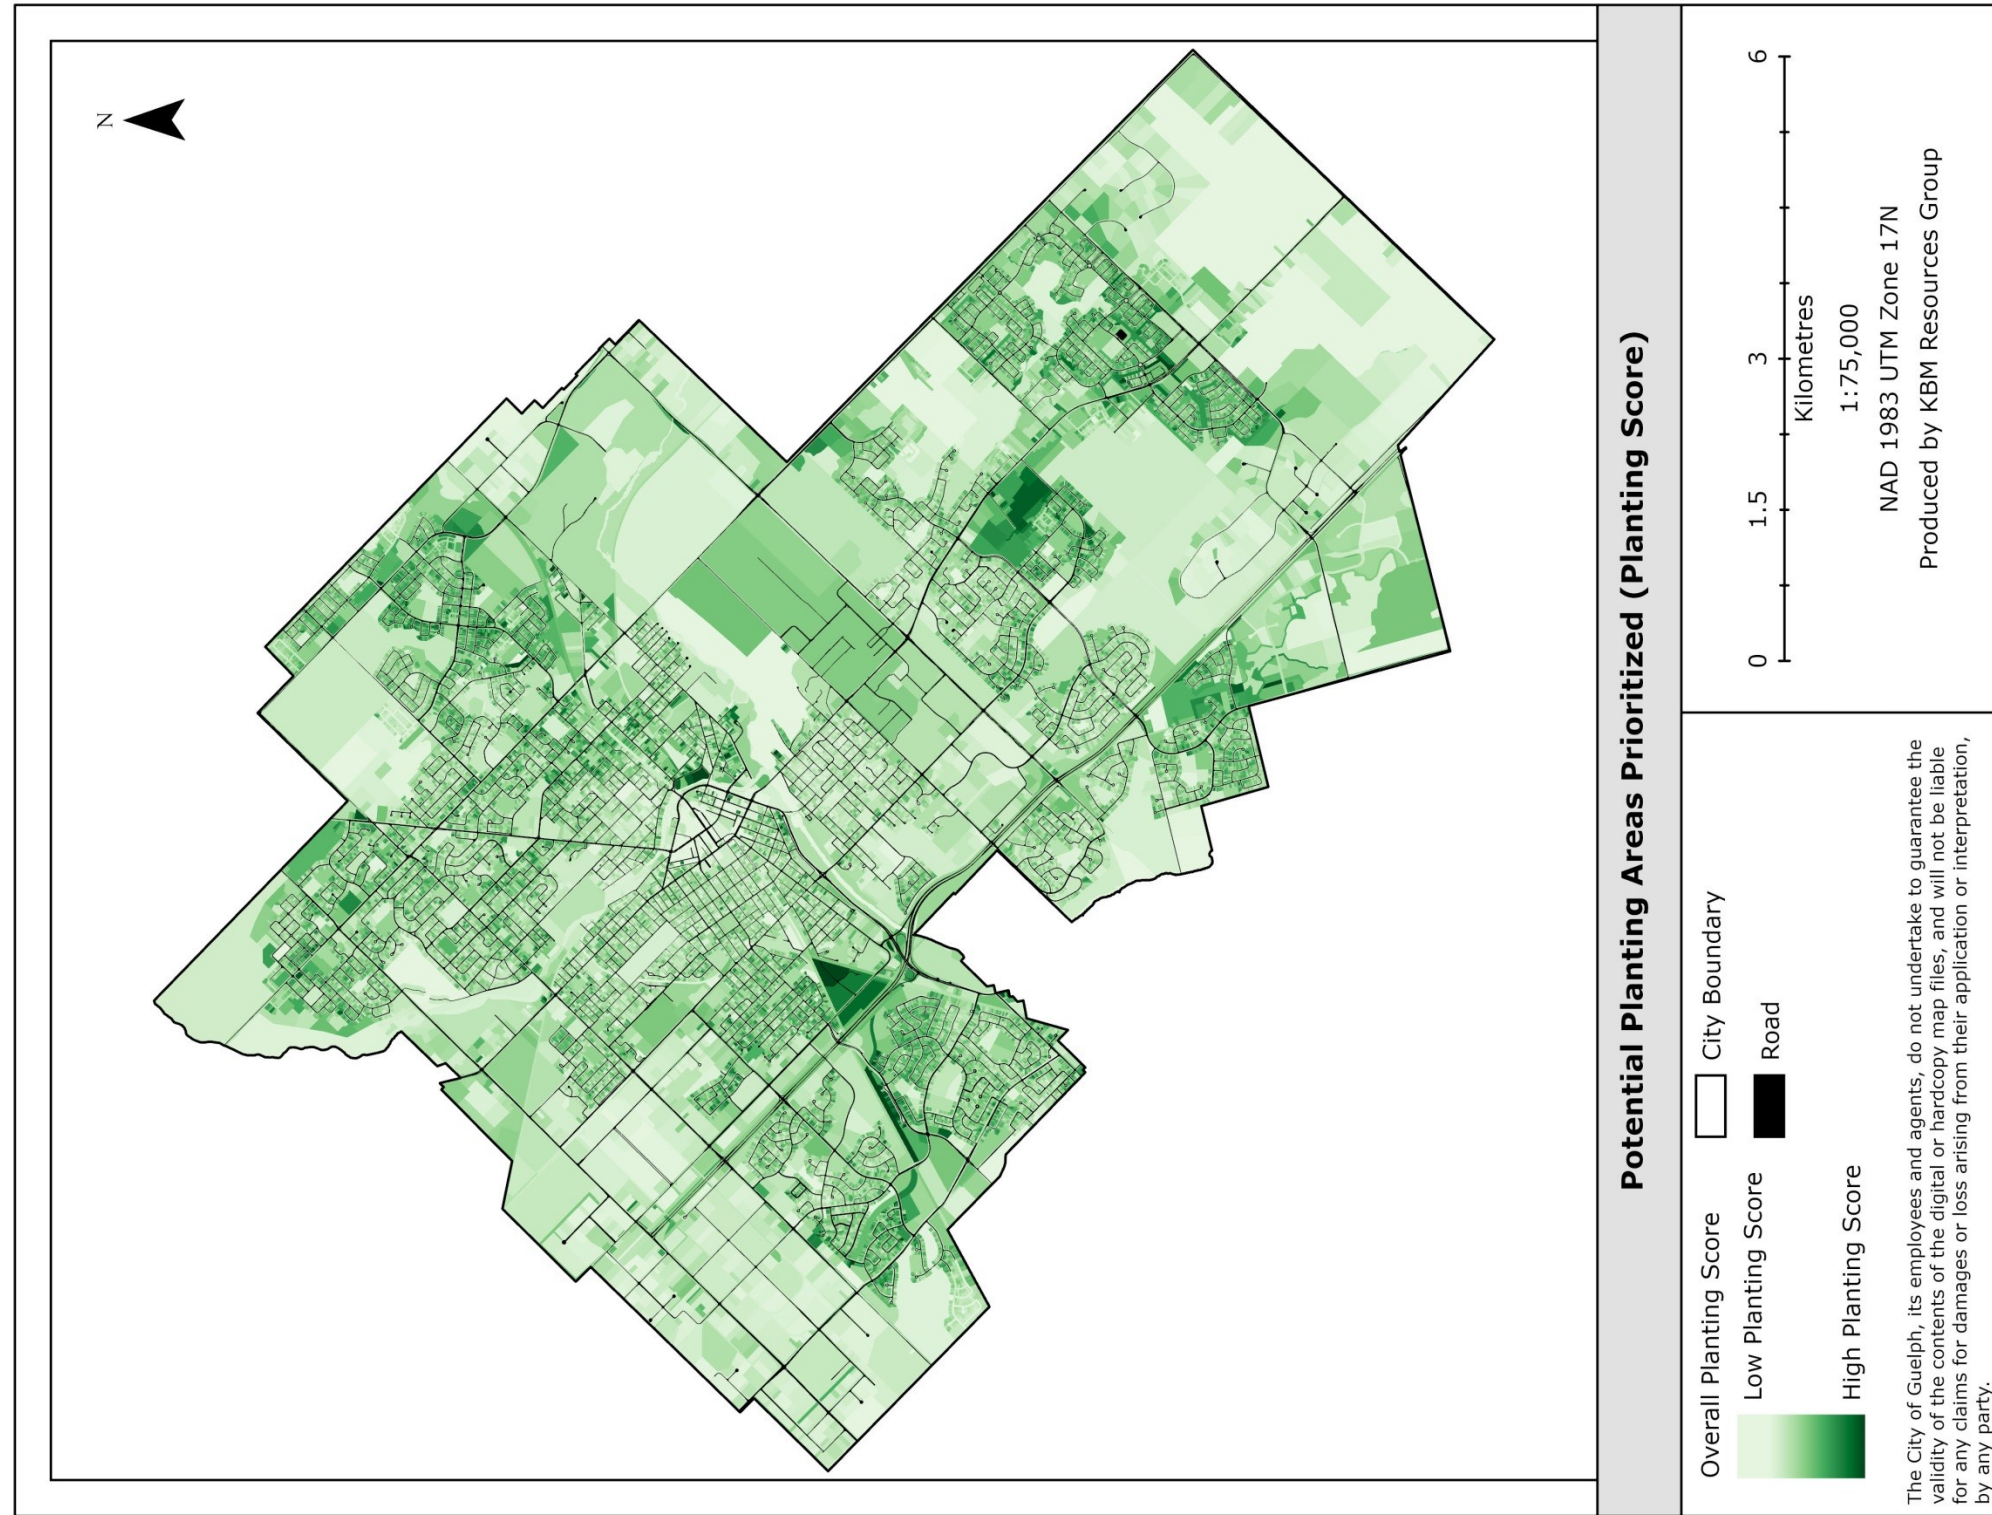 N
Potential Planting Areas Prioritized (Planting Score)
Overall Planting Score
Low Planting Score
High Planting Score
City Boundary
Road
The City of Guelph, its employees and agents, do not undertake to guarantee the
validity of the contents of the digital or hardcopy map files, and will not be liable
for any claims for damages or loss arising from their application or interpretation,
by any party.
0 1.5 3 6
Kilometres
1:75,000
NAD 1983 UTM Zone 17N
Produced by KBM Resources Group